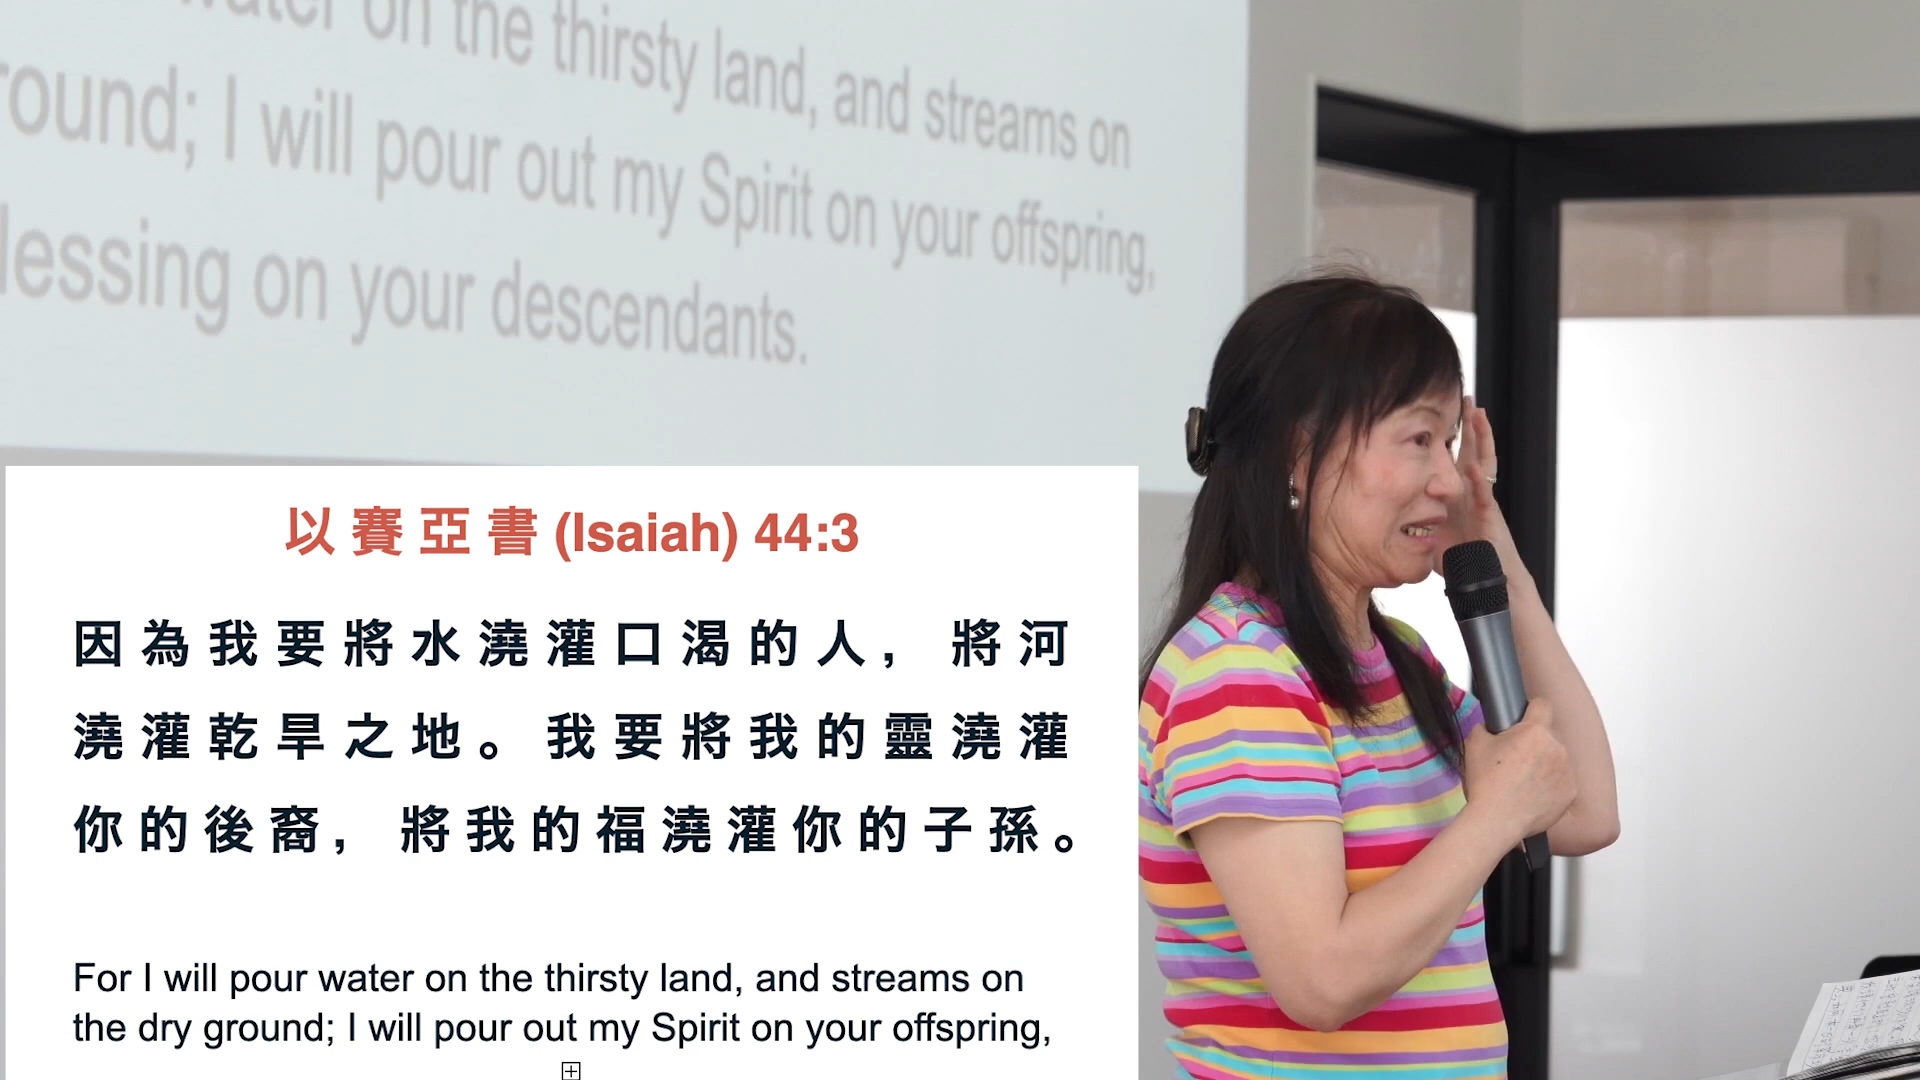 water on the thirsty land, and streams on
round; I will pour out my Spirit on your offspring,
lessing on your descendants.
以賽亞書 (Isaiah) 44:3
因為我要將水澆灌口渴的人， 將河
澆灌乾旱之地。我要將我的靈澆灌
你的後裔， 將我的福澆灌你的子孫。
For I will pour water on the thirsty land, and streams on
the dry ground; I will pour out my Spirit on your offspring,